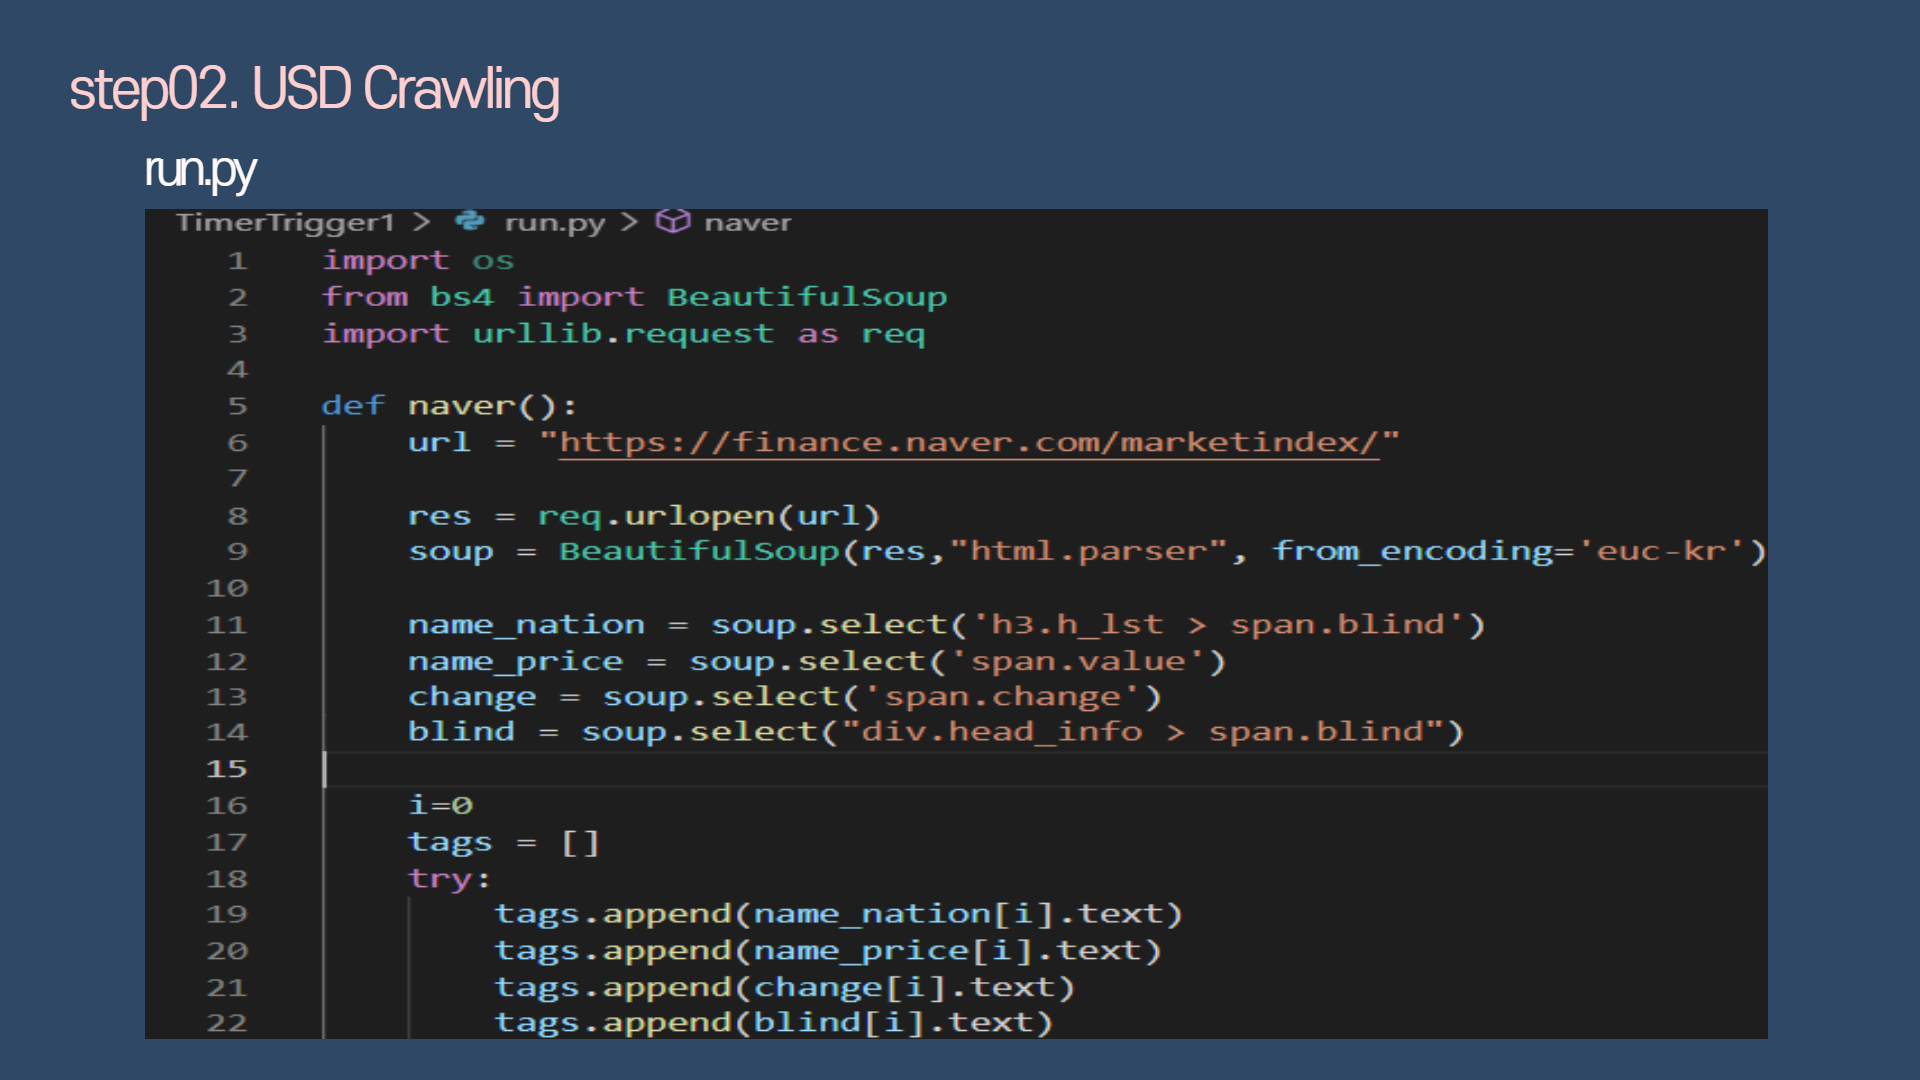 step02. USD Crawling
run.py
TimerTrigger1 > run.py > naver
1 import os
2 from bs4 import BeautifulSoup
3 import urllib.request as req
4
5 def naver():
6 url = "https://finance.naver.com/marketindex/"
7
8 res = req.urlopen(url)
9 soup = BeautifulSoup(res,"html.parser", from_encoding='euc-kr')
10
11 name_nation = soup.select('h3.h_lst > span.blind')
12 name_price = soup.select('span.value')
13 change = soup.select('span.change')
14 blind = soup.select("div.head_info > span.blind")
15
16 i=0
17 tags = []
18 try:
19 tags.append(name_nation[i].text)
20 tags.append(name_price[i].text)
21 tags.append(change[i].text)
22 tags.append(blind[i].text)